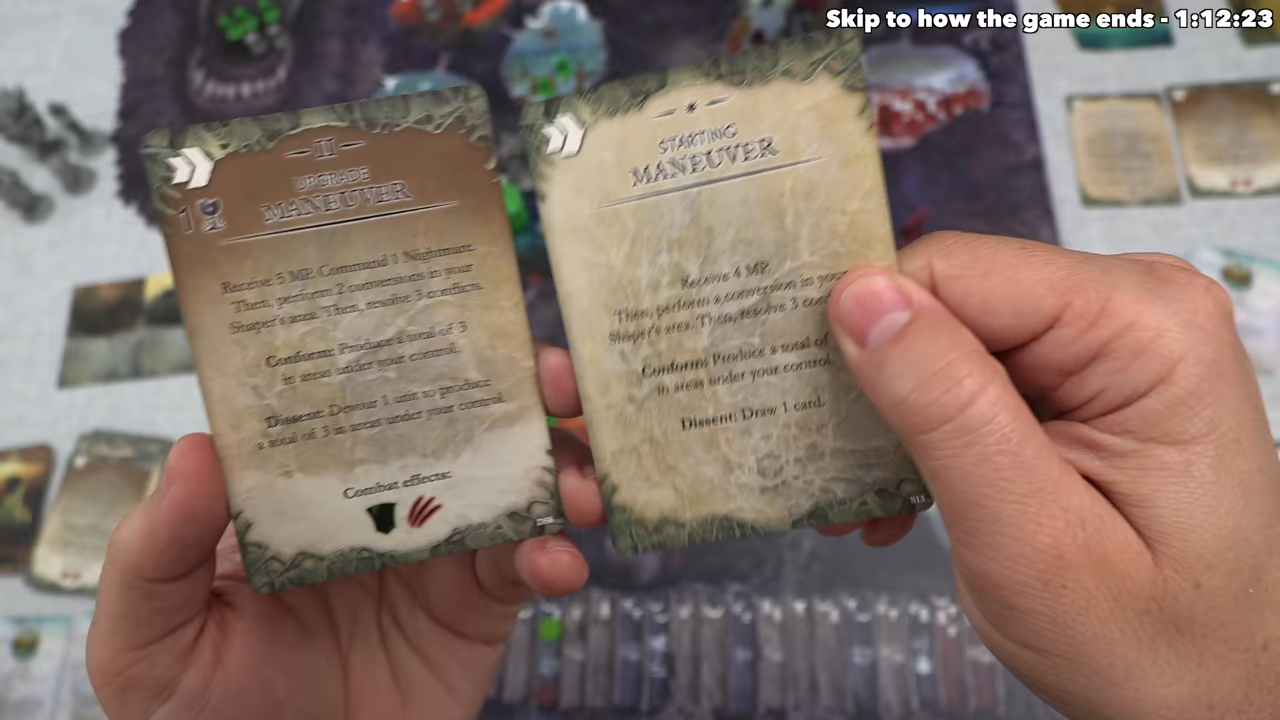 Skip to how the game ends - 1:12:23
II
UPGRADE
MANEUVER
1
Receive 5 MP. Command 1 Nightmare.
Then, perform 2 conversions in your
Shaper's area. Then, resolve 3 conflicts.
Conform: Produce a total of 3
in areas under your control.
Dissent: Devour 1 unit to produce
a total of 3 in areas under your control.
Combat effects:
STARTING
MANEUVER
Receive 4 MP.
Then, perform a conversion in your
Shaper's area. Then, resolve 3
Conform: Produce a total of
in areas under your control
Dissent: Draw 1 card.
S13